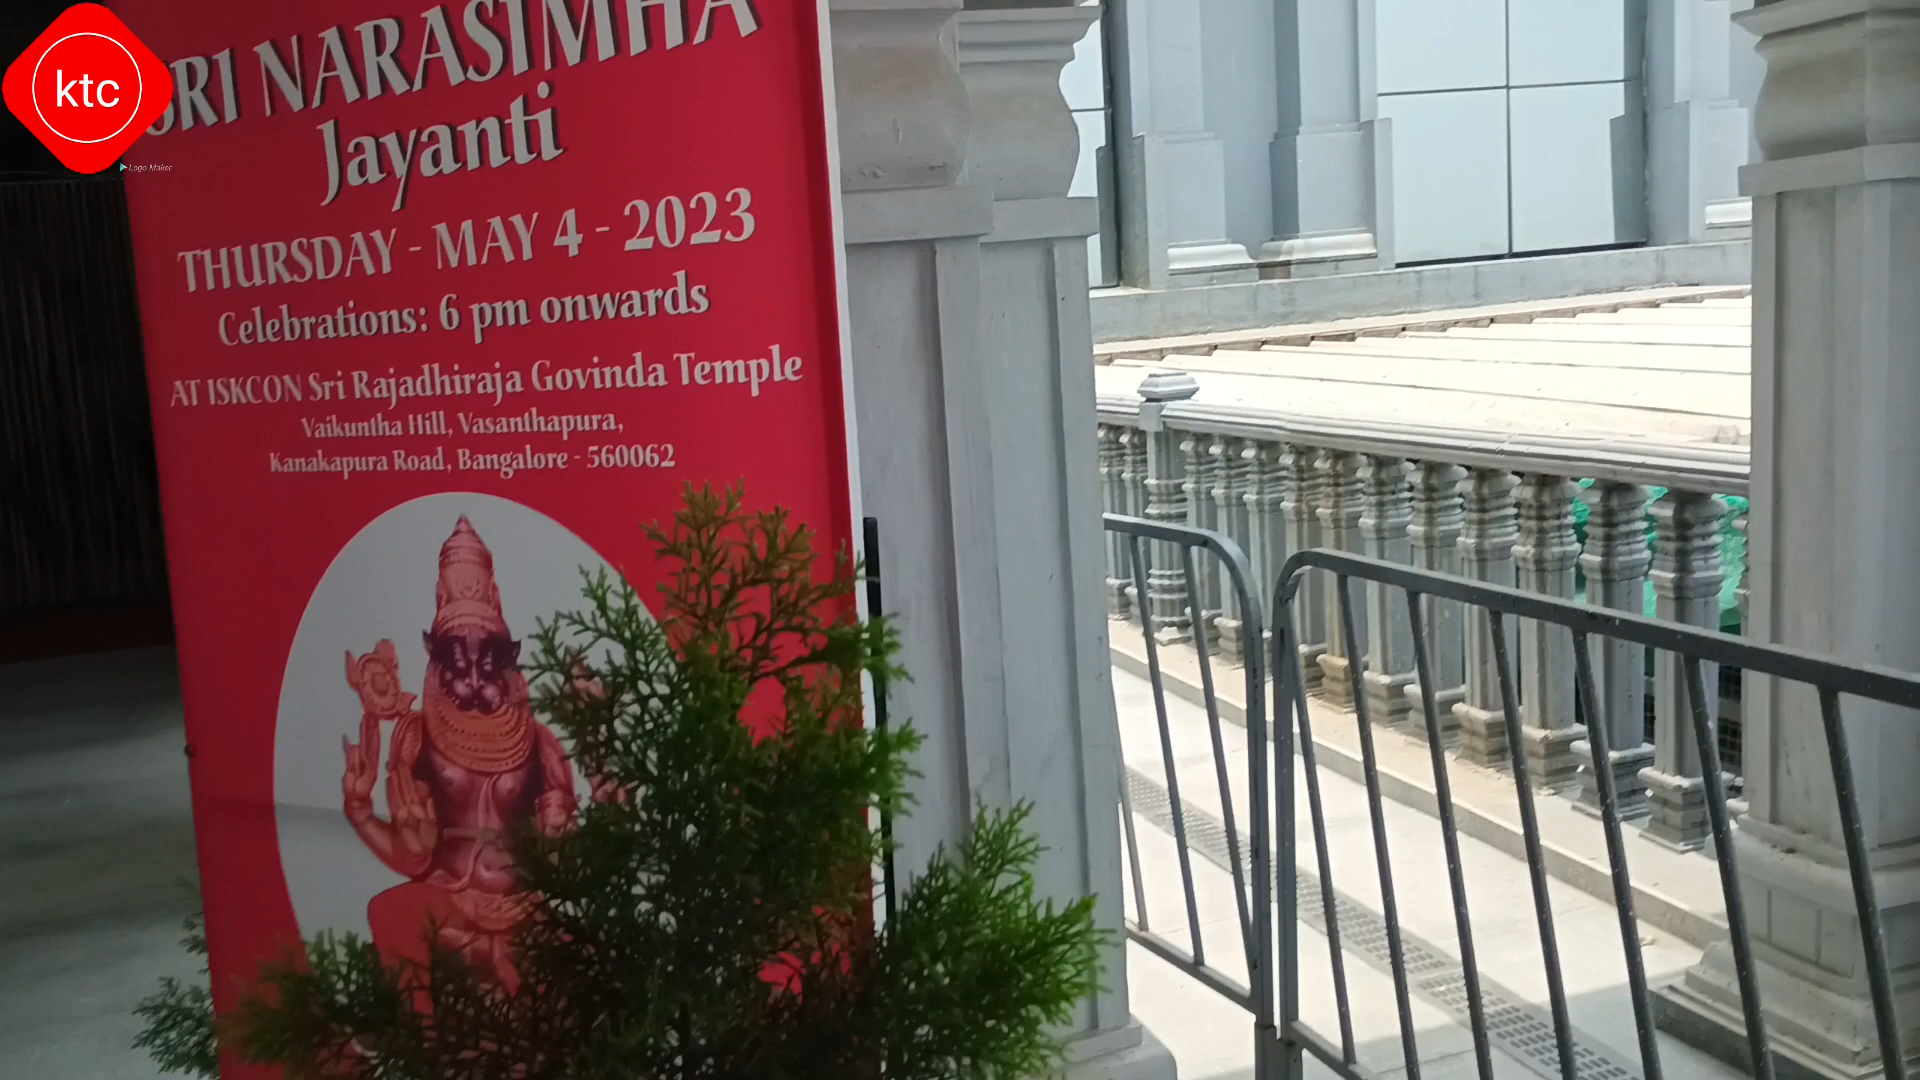 ktc
Logo Maker
SRI NARASIMHA
Jayanti
THURSDAY - MAY 4 - 2023
Celebrations: 6 pm onwards
AT ISKCON Sri Rajadhiraja Govinda Temple
Vaikuntha Hill, Vasanthapura,
Kanakapura Road, Bangalore - 560062